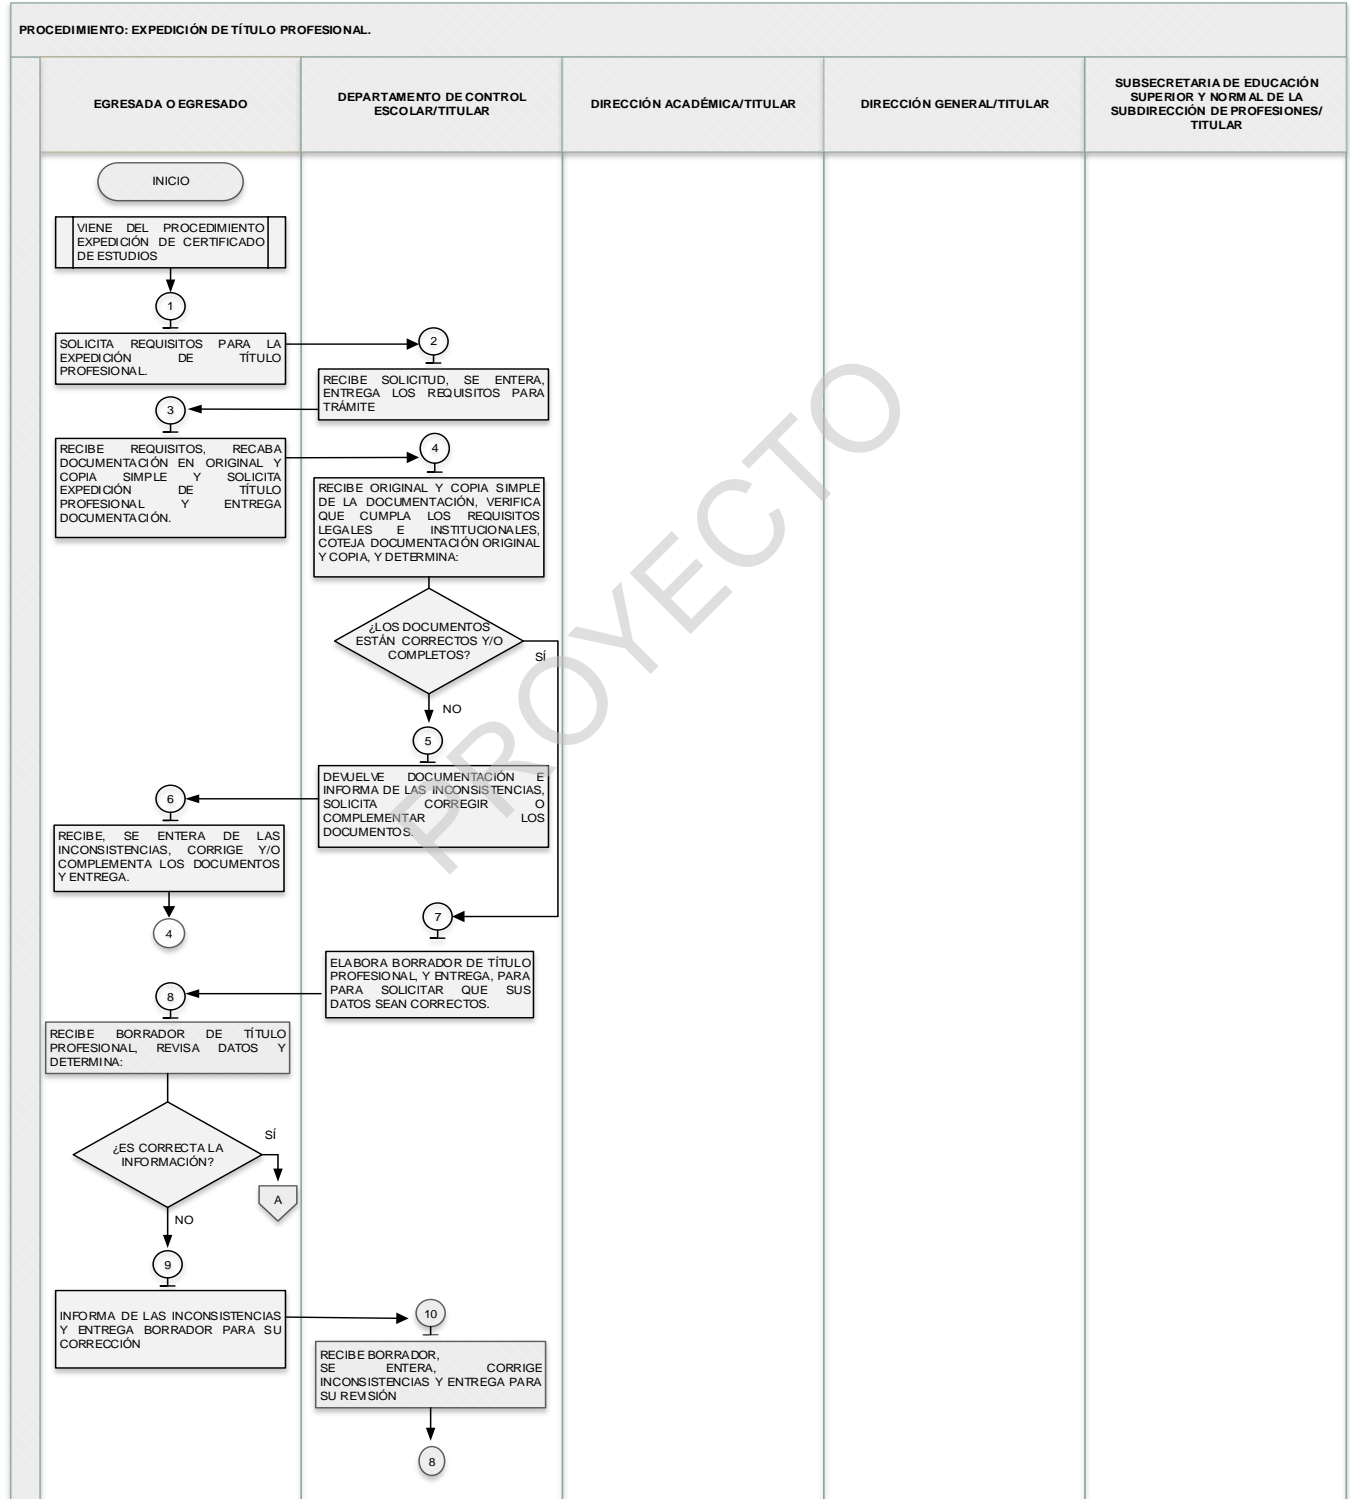 PROCEDIMIENTO: EXPEDICIÓN DE TÍTULO PROFESIONAL.
EGRESADA O EGRESADO
DEPARTAMENTO DE CONTROL
ESCOLAR/TITULAR
DIRECCIÓN ACADÉMICA/TITULAR
DIRECCIÓN GENERAL/TITULAR
SUBSECRETARIA DE EDUCACIÓN
SUPERIOR Y NORMAL DE LA
SUBDIRECCIÓN DE PROFESIONES/
TITULAR
INICIO
VIENE DEL PROCEDIMIENTO
EXPEDICIÓN DE CERTIFICADO
DE ESTUDIOS
1
SOLICITA REQUISITOS PARA LA
EXPEDICIÓN DE TÍTULO
PROFESIONAL.
2
RECIBE SOLICITUD, SE ENTERA,
ENTREGA LOS REQUISITOS PARA
TRÁMITE
3
RECIBE REQUISITOS, RECABA
DOCUMENTACIÓN EN ORIGINAL Y
COPIA SIMPLE Y SOLICITA
EXPEDICIÓN DE TÍTULO
PROFESIONAL Y ENTREGA
DOCUMENTACIÓN.
4
RECIBE ORIGINAL Y COPIA SIMPLE
DE LA DOCUMENTACIÓN, VERIFICA
QUE CUMPLA LOS REQUISITOS
LEGALES E INSTITUCIONALES,
COTEJA DOCUMENTACIÓN ORIGINAL
Y COPIA, Y DETERMINA:
¿LOS DOCUMENTOS
ESTÁN CORRECTOS Y/O
COMPLETOS?
SÍ
NO
5
DEVUELVE DOCUMENTACIÓN E
INFORMA DE LAS INCONSISTENCIAS,
SOLICITA CORREGIR O
COMPLEMENTAR LOS
DOCUMENTOS.
6
RECIBE, SE ENTERA DE LAS
INCONSISTENCIAS, CORRIGE Y/O
COMPLEMENTA LOS DOCUMENTOS
Y ENTREGA.
4
7
ELABORA BORRADOR DE TÍTULO
PROFESIONAL, Y ENTREGA, PARA
PARA SOLICITAR QUE SUS
DATOS SEAN CORRECTOS.
8
RECIBE BORRADOR DE TÍTULO
PROFESIONAL, REVISA DATOS Y
DETERMINA:
¿ES CORRECTA LA
INFORMACIÓN?
SÍ
A
NO
9
INFORMA DE LAS INCONSISTENCIAS
Y ENTREGA BORRADOR PARA SU
CORRECCIÓN
10
RECIBE BORRADOR,
SE ENTERA, CORRIGE
INCONSISTENCIAS Y ENTREGA PARA
SU REVISIÓN
8
PROYECTO